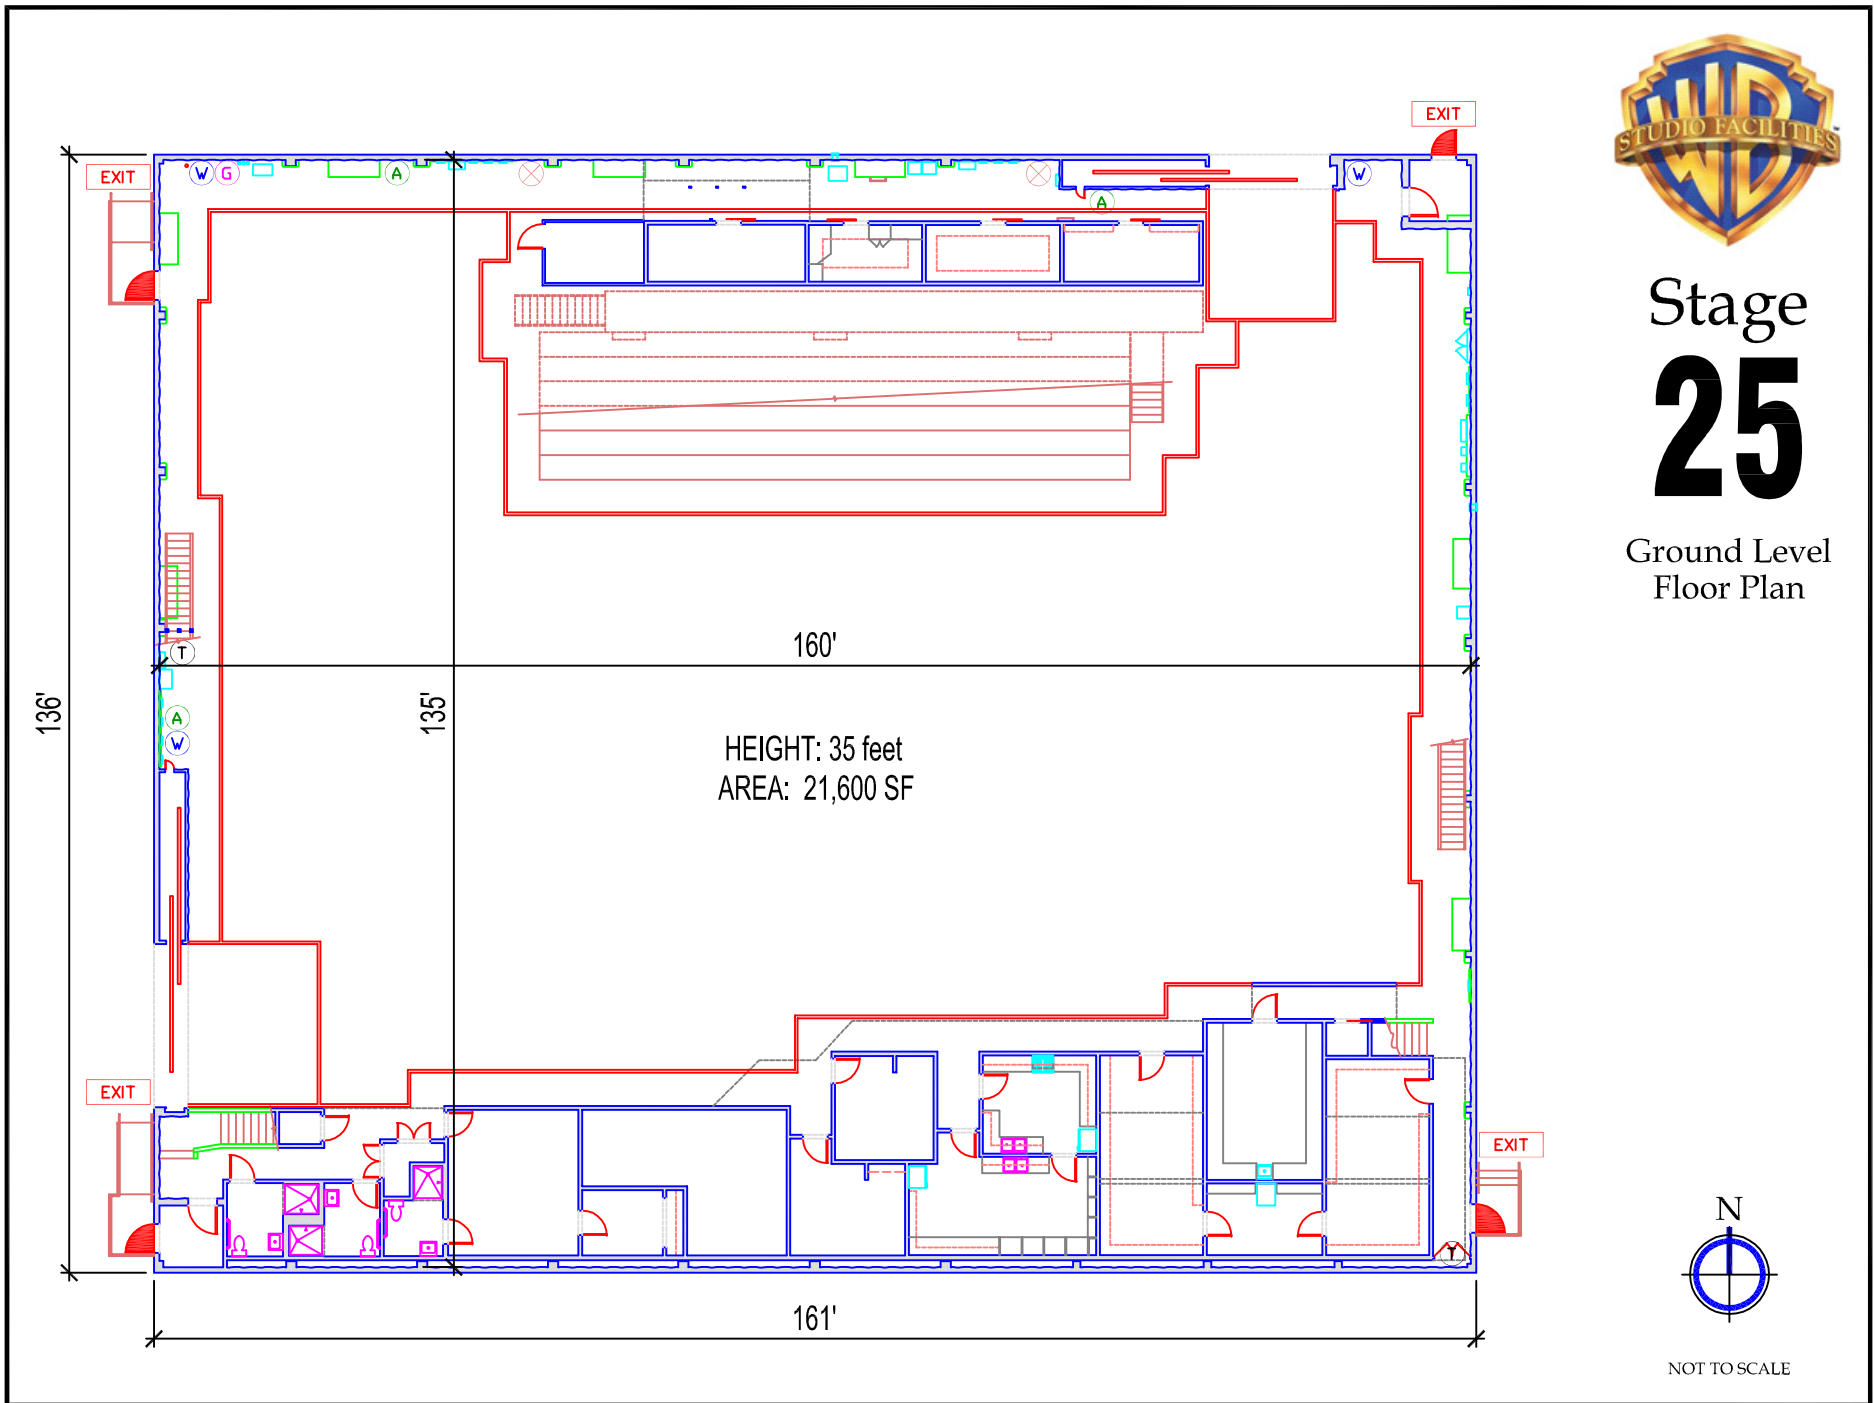 EXIT
STUDIO FACILITIES
WB
EXIT
W
G
A
W
A
Stage
25
Ground Level
Floor Plan
160'
T
136'
135'
A
W
HEIGHT: 35 feet
AREA: 21,600 SF
EXIT
EXIT
N
T
161'
NOT TO SCALE